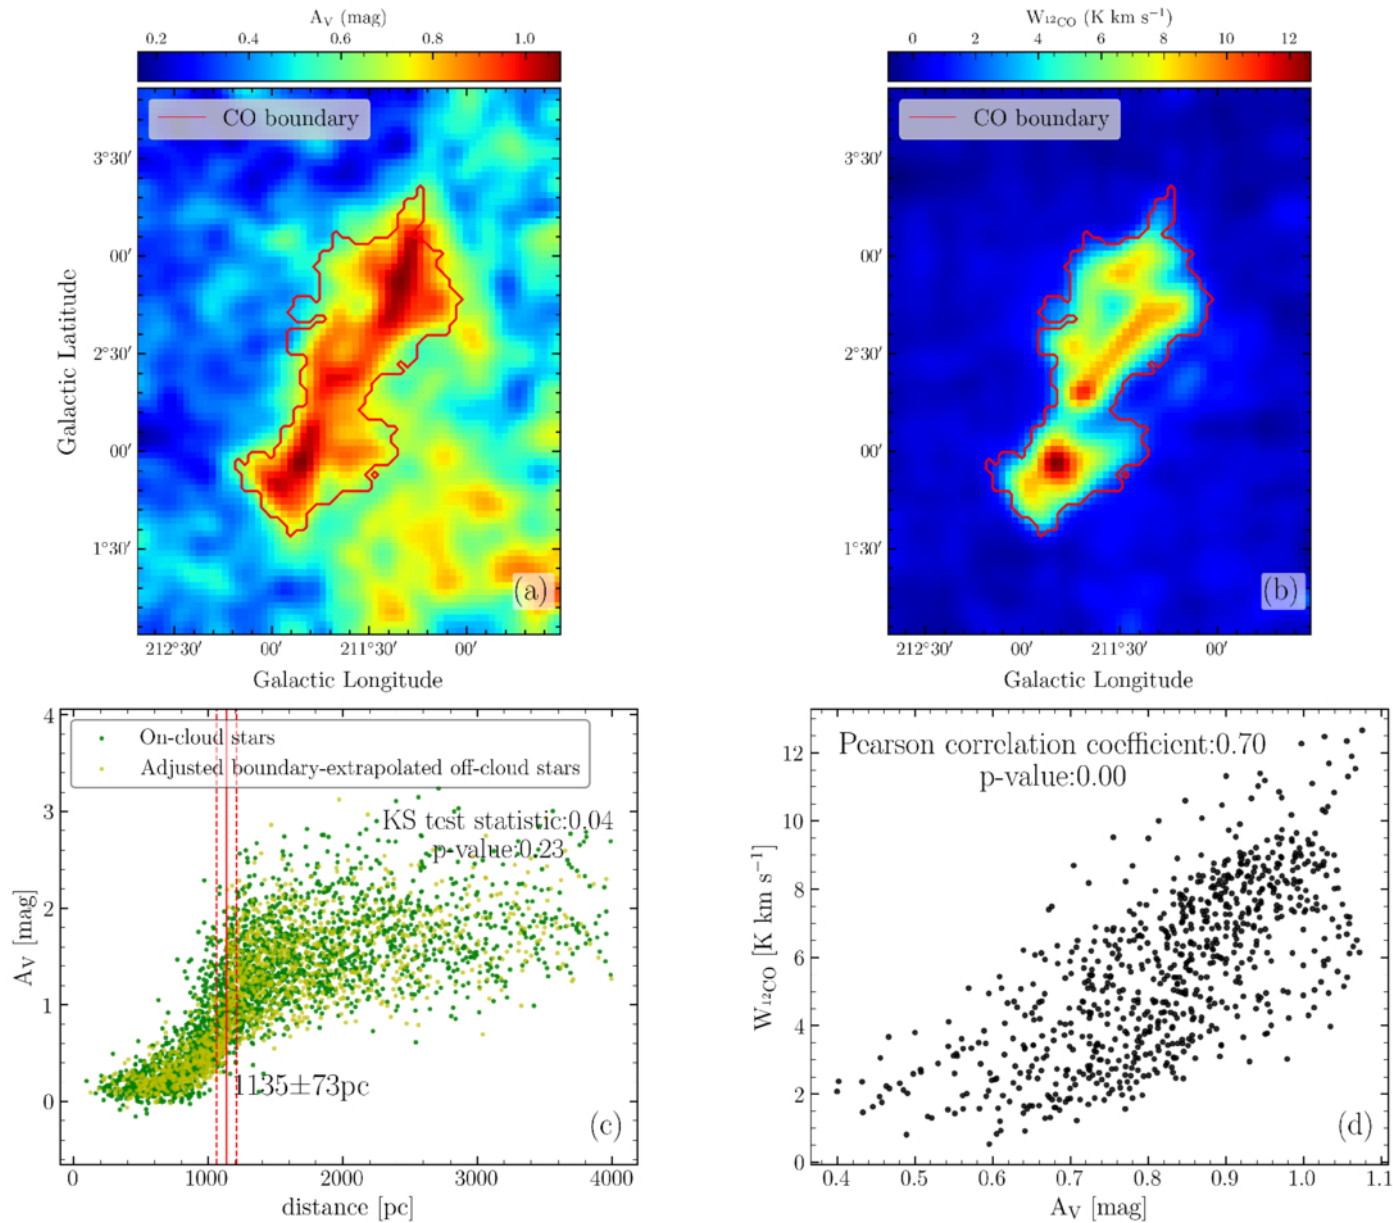 A_V (mag)
0.2 0.4 0.6 0.8 1.0
CO boundary
3°30′
00′
2°30′
00′
1°30′
Galactic Latitude
(a)
212°30′ 00′ 211°30′ 00′
Galactic Longitude
W_12CO (K km s⁻¹)
0 2 4 6 8 10 12
CO boundary
3°30′
00′
2°30′
00′
1°30′
(b)
212°30′ 00′ 211°30′ 00′
Galactic Longitude
4
3
2
1
0
A_V [mag]
On-cloud stars
Adjusted boundary-extrapolated off-cloud stars
KS test statistic:0.04
p-value:0.23
1135±73pc
(c)
0 1000 2000 3000 4000
distance [pc]
12
10
8
6
4
2
0
W_12CO [K km s⁻¹]
Pearson correlation coefficient:0.70
p-value:0.00
(d)
0.4 0.5 0.6 0.7 0.8 0.9 1.0 1.1
A_V [mag]